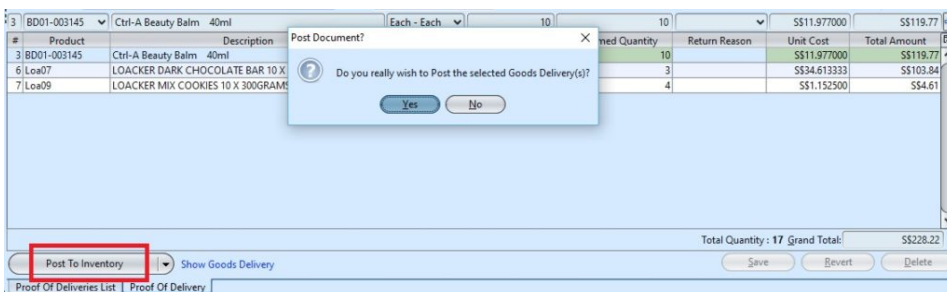 3 BD01-003145 Ctrl-A Beauty Balm 40ml Each - Each 10 10 S$11.977000 S$119.77
# Product Description Post Document? ned Quantity Return Reason Unit Cost Total Amount
3 BD01-003145 Ctrl-A Beauty Balm 40ml 10 S$11.977000 S$119.77
6 Loa07 LOACKER DARK CHOCOLATE BAR 10 X Do you really wish to Post the selected Goods Delivery(s)? 3 S$34.613333 S$103.84
7 Loa09 LOACKER MIX COOKIES 10 X 300GRAMS 4 S$1.152500 S$4.61
Yes No
Total Quantity : 17 Grand Total: S$228.22
Post To Inventory Show Goods Delivery Save Revert Delete
Proof Of Deliveries List Proof Of Delivery